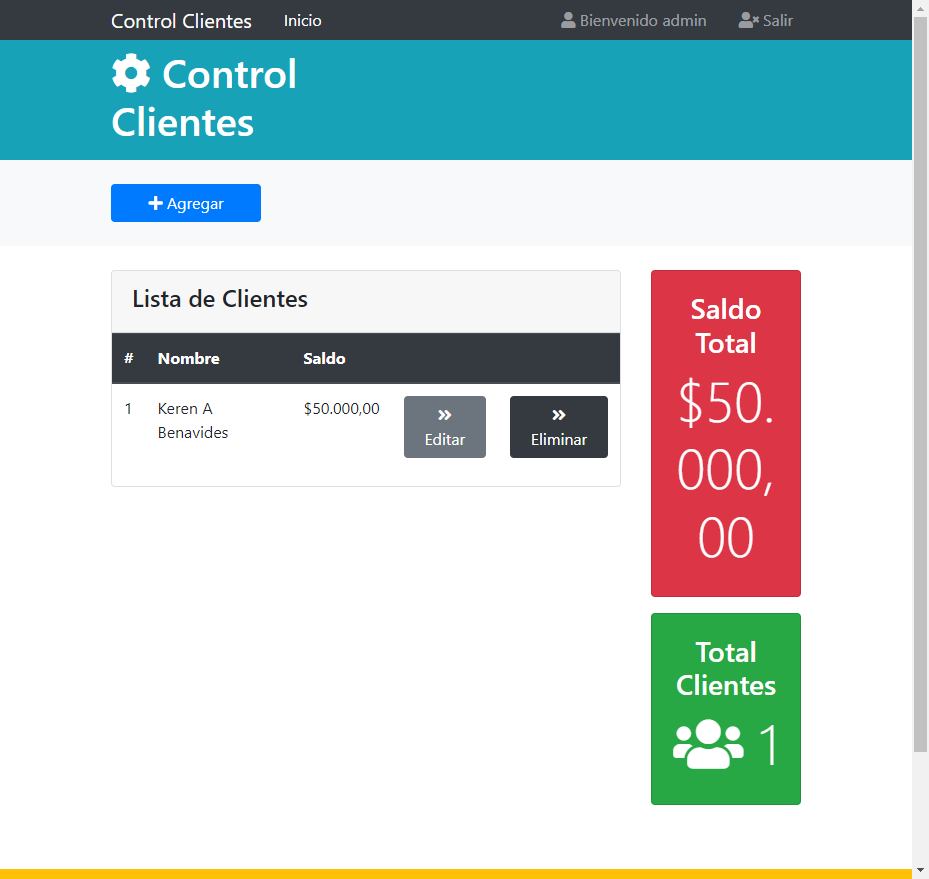 Control Clientes Inicio Bienvenido admin Salir
Control
Clientes
Agregar
Lista de Clientes
# Nombre Saldo
1 Keren A
Benavides
$50.000,00
Editar
Eliminar
Saldo
Total
$50.
000,
00
Total
Clientes
1